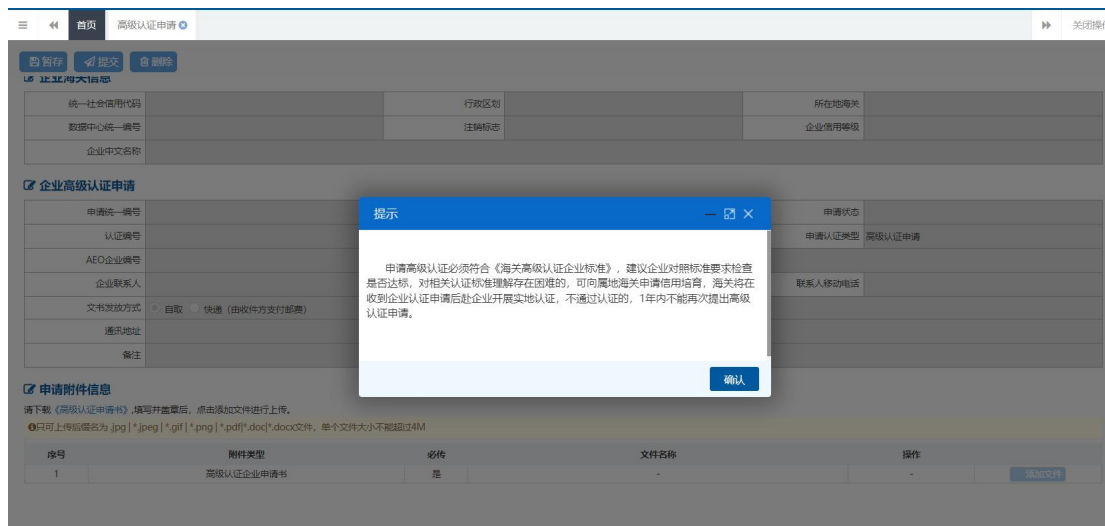 首页 高级认证申请 关闭操作
暂存 提交 删除
企业海关信息
统一社会信用代码 行政区划 所在地海关
数据中心统一编号 注销标志 企业信用等级
企业中文名称
企业高级认证申请
申请统一编号 申请状态
认证编号 申请认证类型 高级认证申请
AEO企业编号
企业联系人 联系人移动电话
文书发放方式 自取 快递（由收件方支付邮费）
通讯地址
备注
提示
申请高级认证必须符合《海关高级认证企业标准》，建议企业对照标准要求检查
是否达标，对相关认证标准理解存在困难的，可向属地海关申请信用培育，海关将在
收到企业认证申请后赴企业开展实地认证，不通过认证的，1年内不能再次提出高级
认证申请。
确认
申请附件信息
请下载《高级认证申请书》,填写并盖章后，点击添加文件进行上传。
只可上传后缀名为 .jpg | *.jpeg | *.gif | *.png | *.pdf|*.doc|*.docx文件，单个文件大小不能超过4M
序号 附件类型 必传 文件名称 操作
1 高级认证企业申请书 是 - - 添加文件